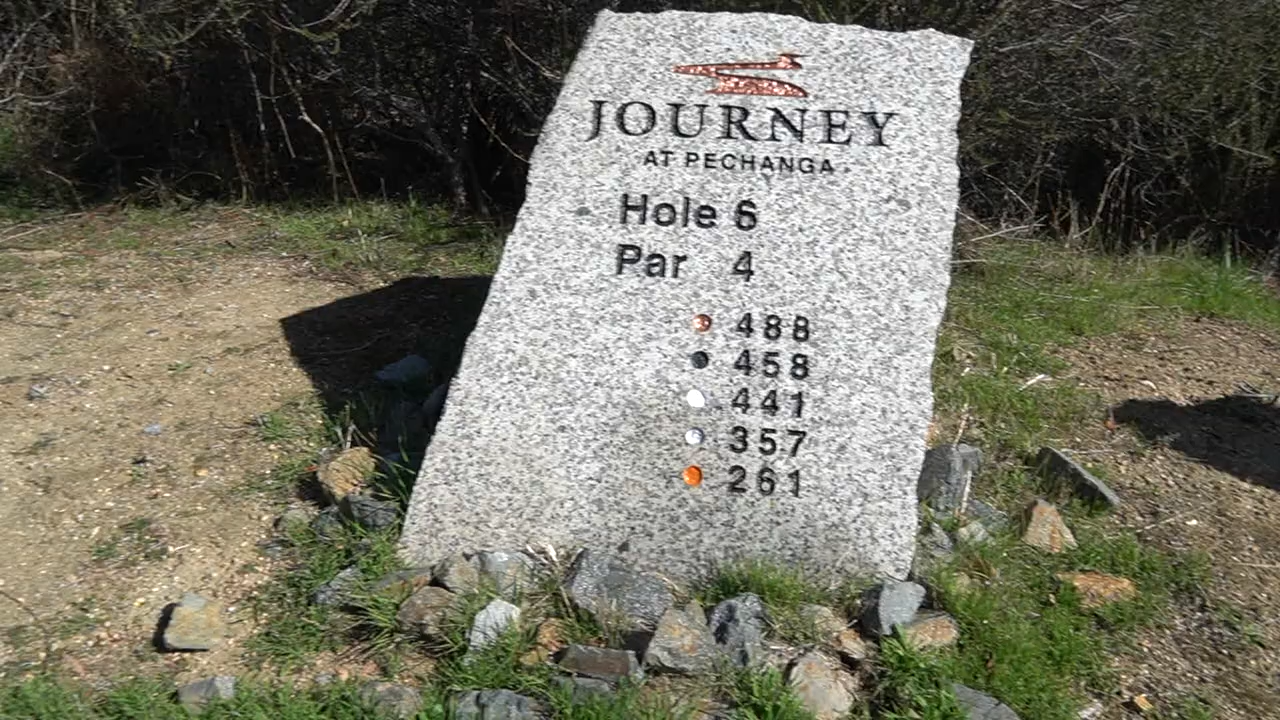 JOURNEY
AT PECHANGA
Hole 6
Par 4
488
458
441
357
261